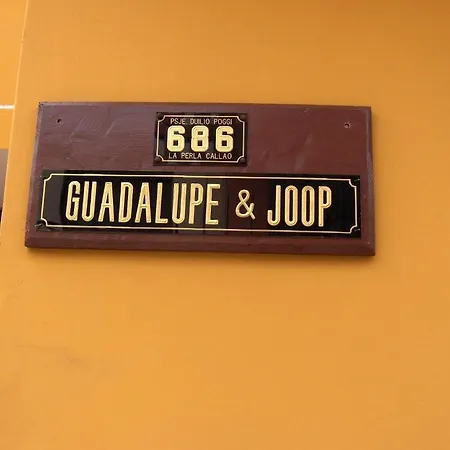 PSJE DUILIO POGGI
686
LA PERLA CALLAO
GUADALUPE & JOOP